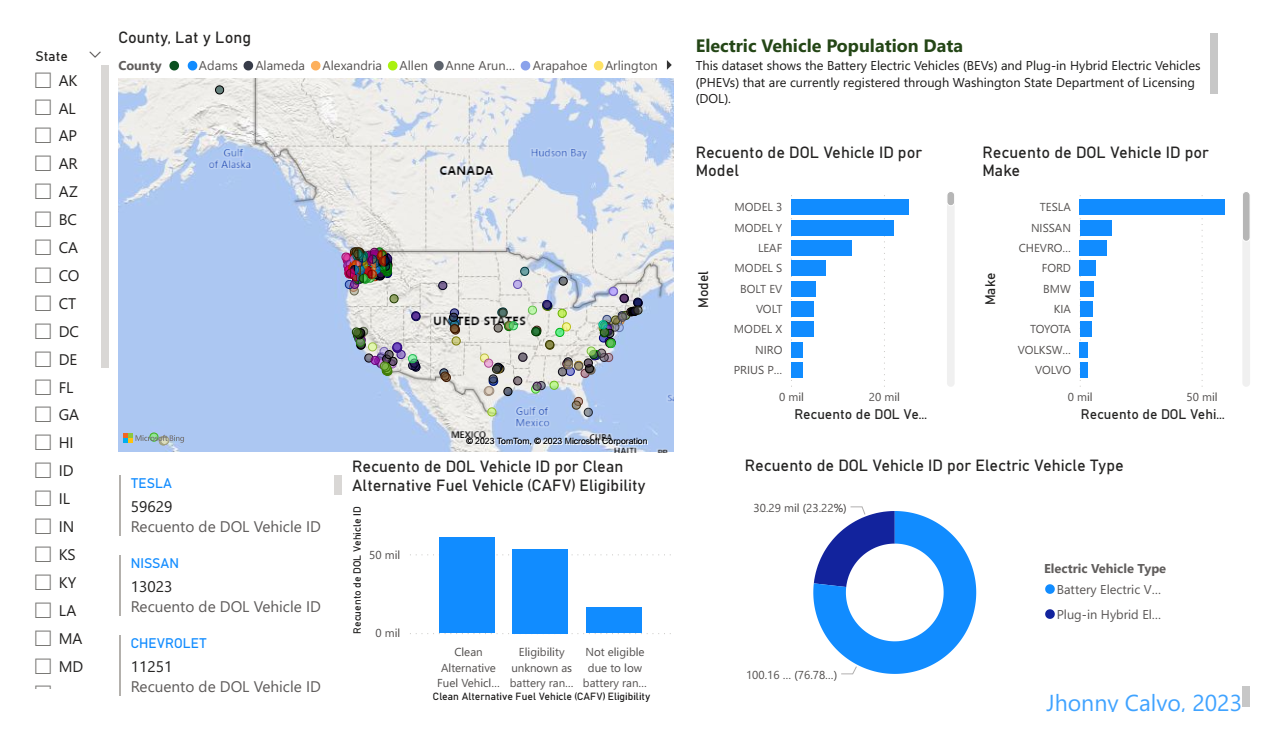 State
AK
AL
AP
AR
AZ
BC
CA
CO
CT
DC
DE
FL
GA
HI
ID
IL
IN
KS
KY
LA
MA
MD
County, Lat y Long
County Adams Alameda Alexandria Allen Anne Arun... Arapahoe Arlington
Gulf
of Alaska
Hudson Bay
CANADA
UNITED STATES
Gulf of
Mexico
MEXICO
CUBA
HAITI
PR
Microsoft Bing
© 2023 TomTom, © 2023 Microsoft Corporation
Electric Vehicle Population Data
This dataset shows the Battery Electric Vehicles (BEVs) and Plug-in Hybrid Electric Vehicles
(PHEVs) that are currently registered through Washington State Department of Licensing
(DOL).
Recuento de DOL Vehicle ID por
Model
Model
MODEL 3
MODEL Y
LEAF
MODEL S
BOLT EV
VOLT
MODEL X
NIRO
PRIUS P...
0 mil 20 mil
Recuento de DOL Ve...
Recuento de DOL Vehicle ID por
Make
Make
TESLA
NISSAN
CHEVRO...
FORD
BMW
KIA
TOYOTA
VOLKSW...
VOLVO
0 mil 50 mil
Recuento de DOL Vehi...
TESLA
59629
Recuento de DOL Vehicle ID
NISSAN
13023
Recuento de DOL Vehicle ID
CHEVROLET
11251
Recuento de DOL Vehicle ID
Recuento de DOL Vehicle ID por Clean
Alternative Fuel Vehicle (CAFV) Eligibility
Recuento de DOL Vehicle ID
50 mil
0 mil
Clean
Alternative
Fuel Vehicl...
Eligibility
unknown as
battery ran...
Not eligible
due to low
battery ran...
Clean Alternative Fuel Vehicle (CAFV) Eligibility
Recuento de DOL Vehicle ID por Electric Vehicle Type
30.29 mil (23.22%)
100.16 ... (76.78...)
Electric Vehicle Type
Battery Electric V...
Plug-in Hybrid El...
Jhonny Calvo, 2023